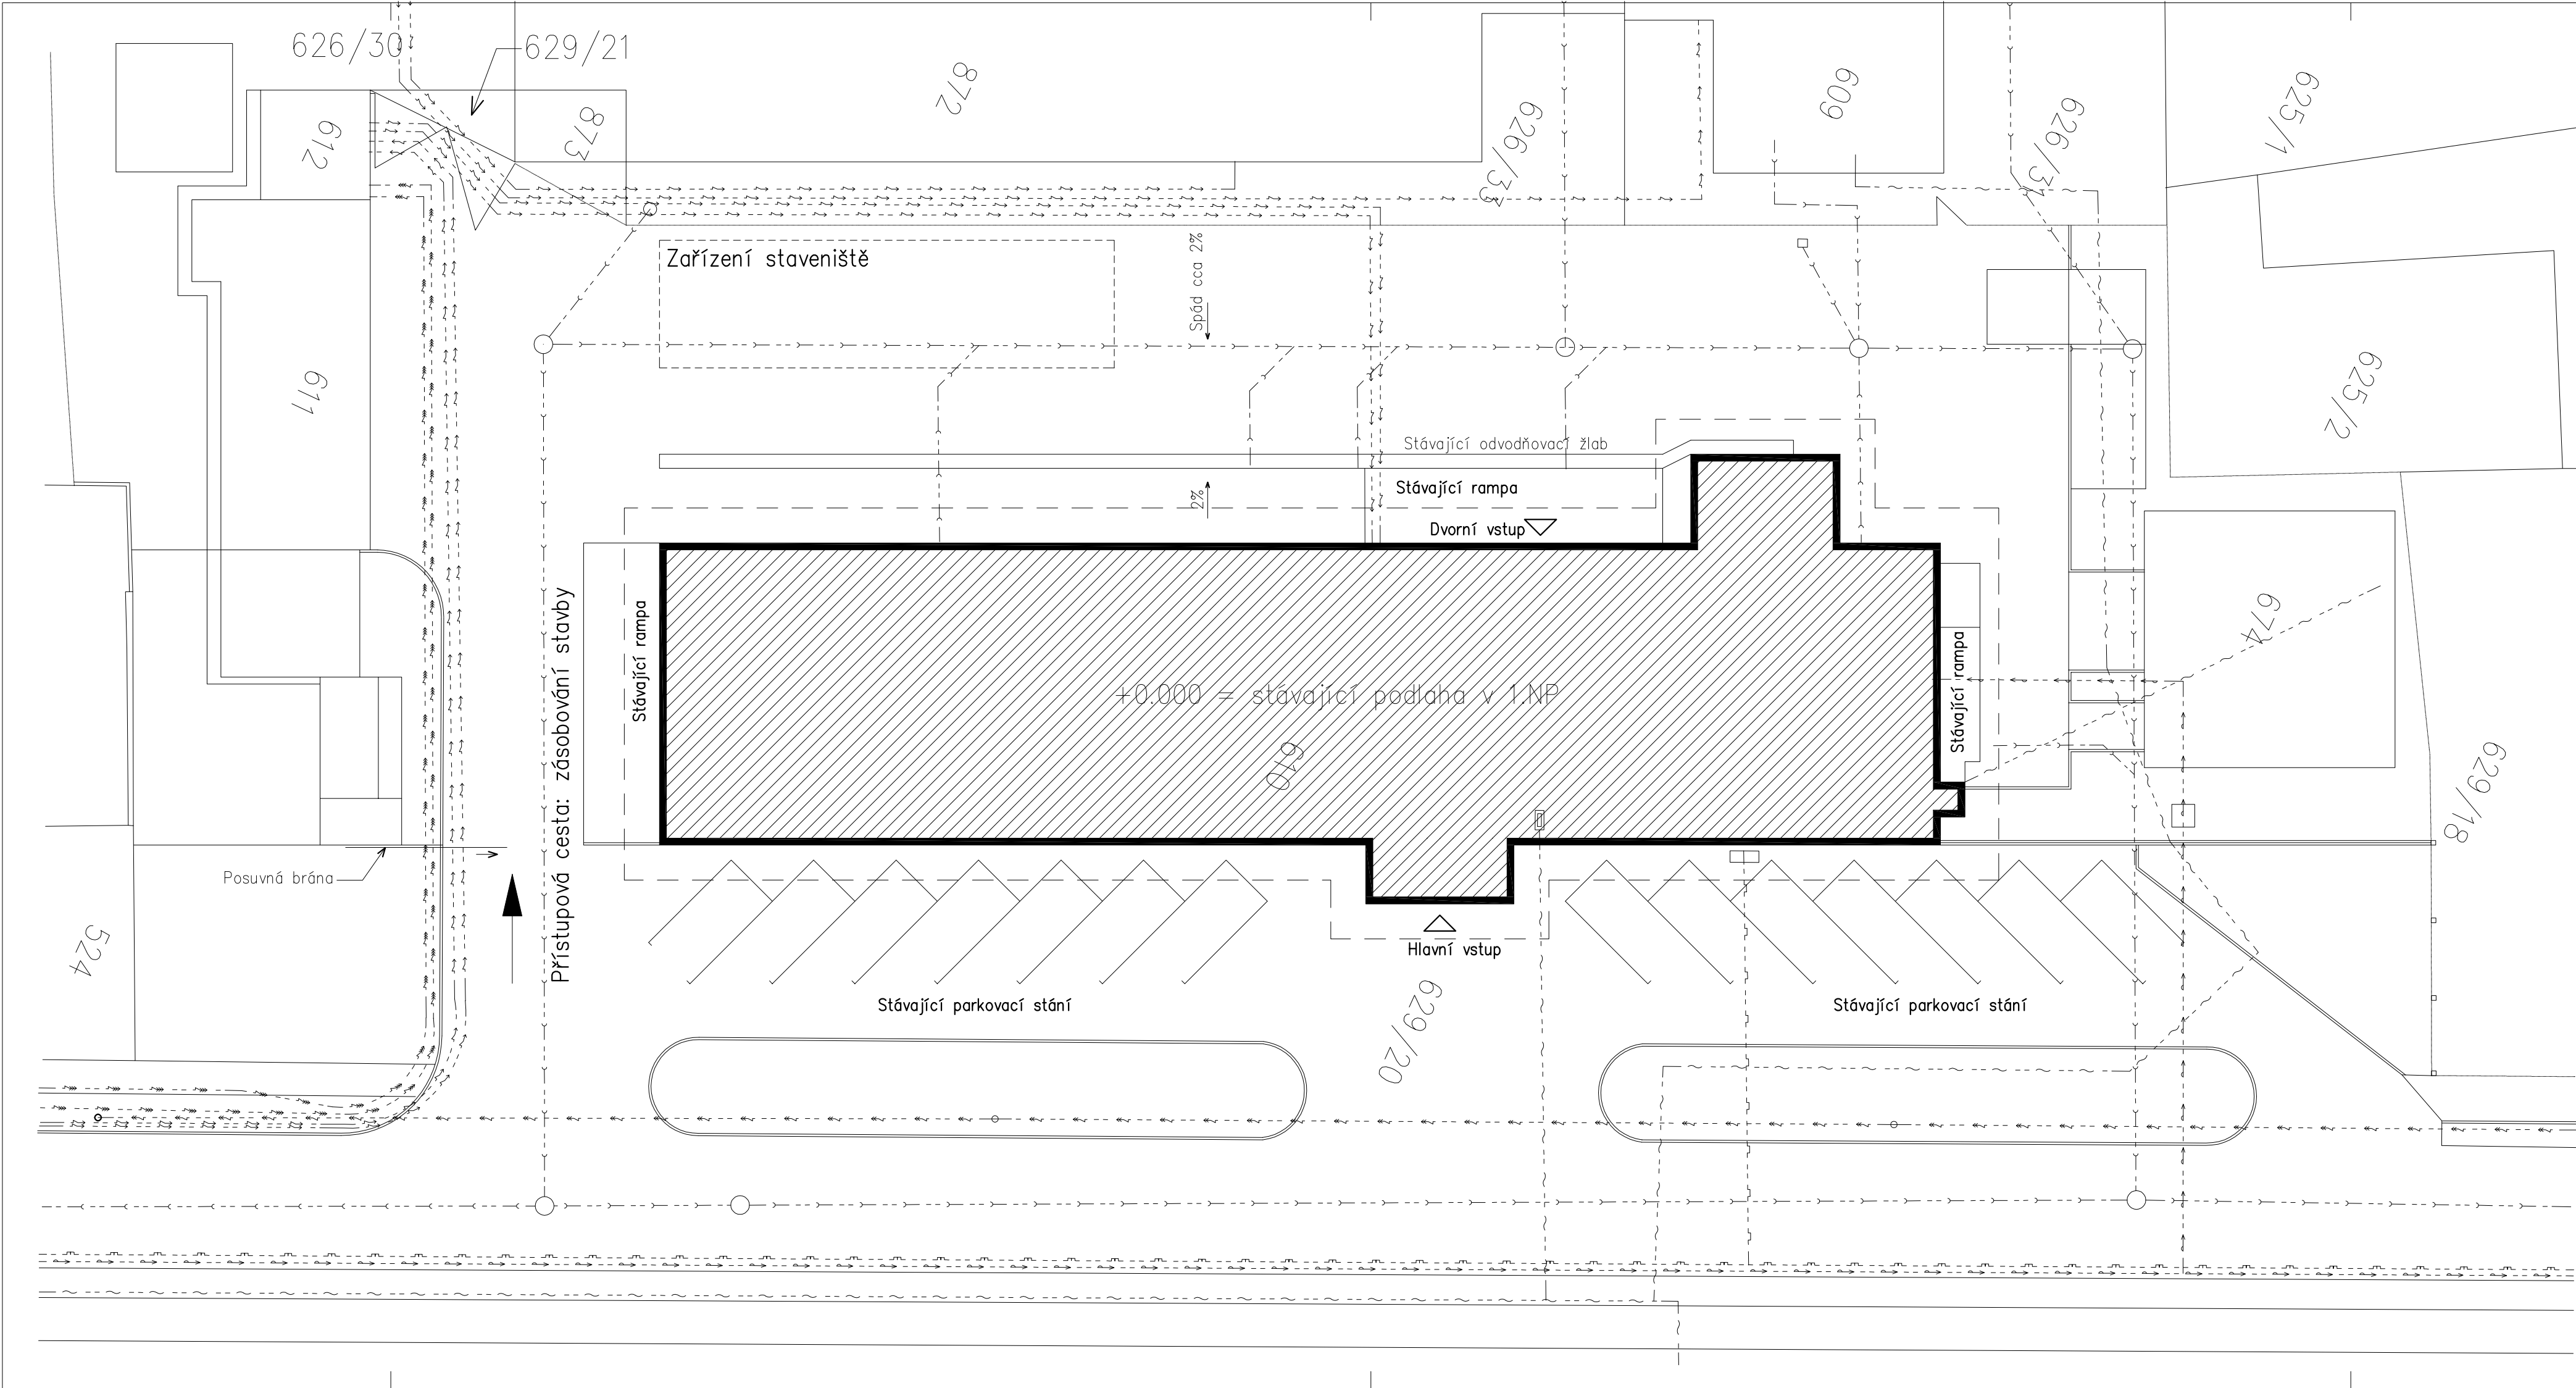 626/30
629/21
872
873
612
626/33
609
626/31
625/1
Zařízení staveniště
Spád cca 2%
611
625/2
Stávající odvodňovací žlab
Stávající rampa
2%
Dvorní vstup
Stávající rampa
Přístupová cesta: zásobování stavby
+0.000 = stávající podlaha v 1.NP
610
Stávající rampa
674
629/18
Posuvná brána
524
Hlavní vstup
Stávající parkovací stání
629/20
Stávající parkovací stání